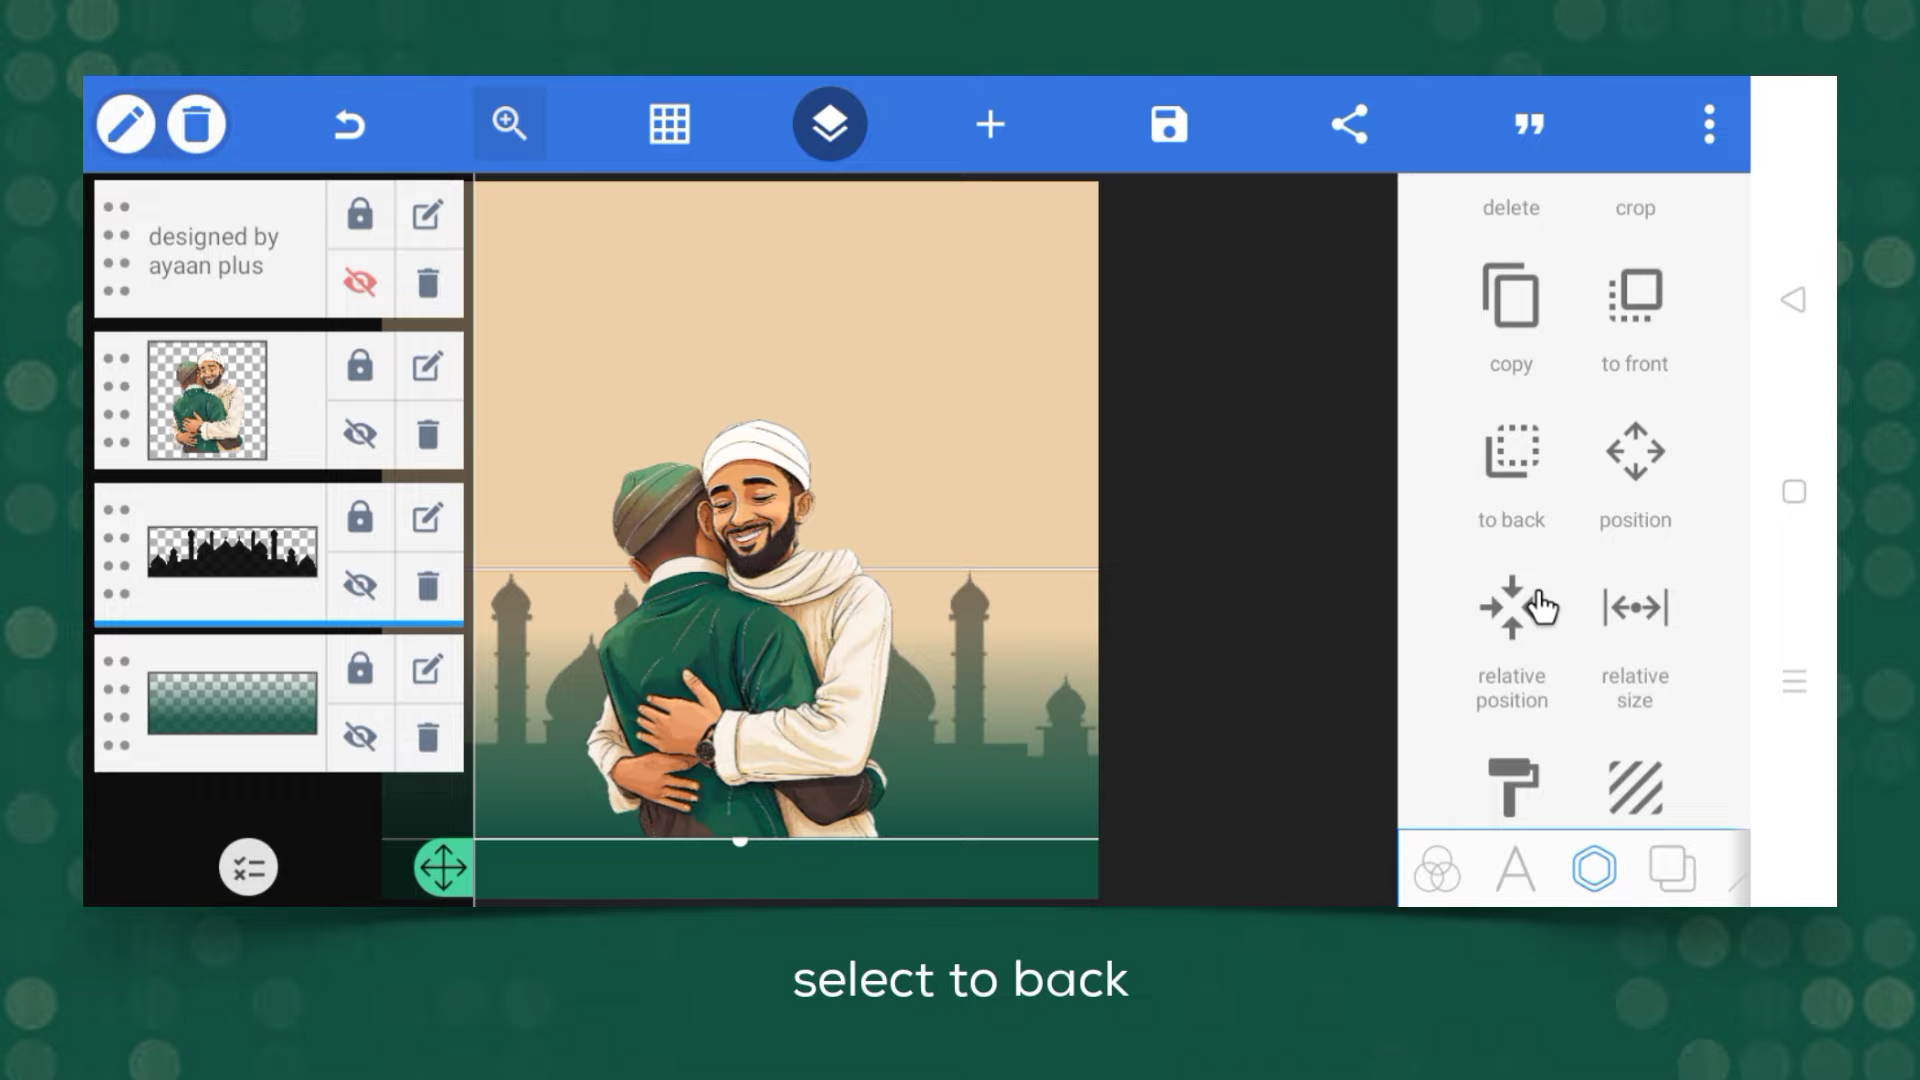 designed by
ayaan plus
delete
crop
copy
to front
to back
position
relative
position
relative
size
select to back